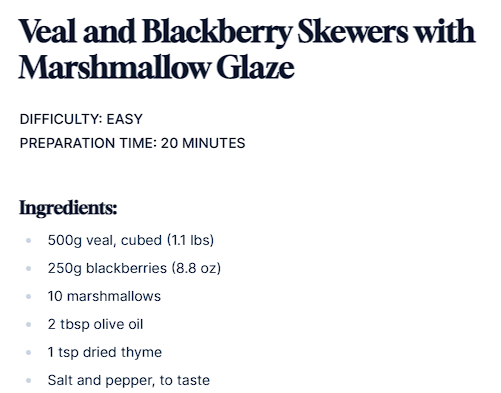 Veal and Blackberry Skewers with
Marshmallow Glaze
DIFFICULTY: EASY
PREPARATION TIME: 20 MINUTES
Ingredients:
500g veal, cubed (1.1 lbs)
250g blackberries (8.8 oz)
10 marshmallows
2 tbsp olive oil
1 tsp dried thyme
Salt and pepper, to taste